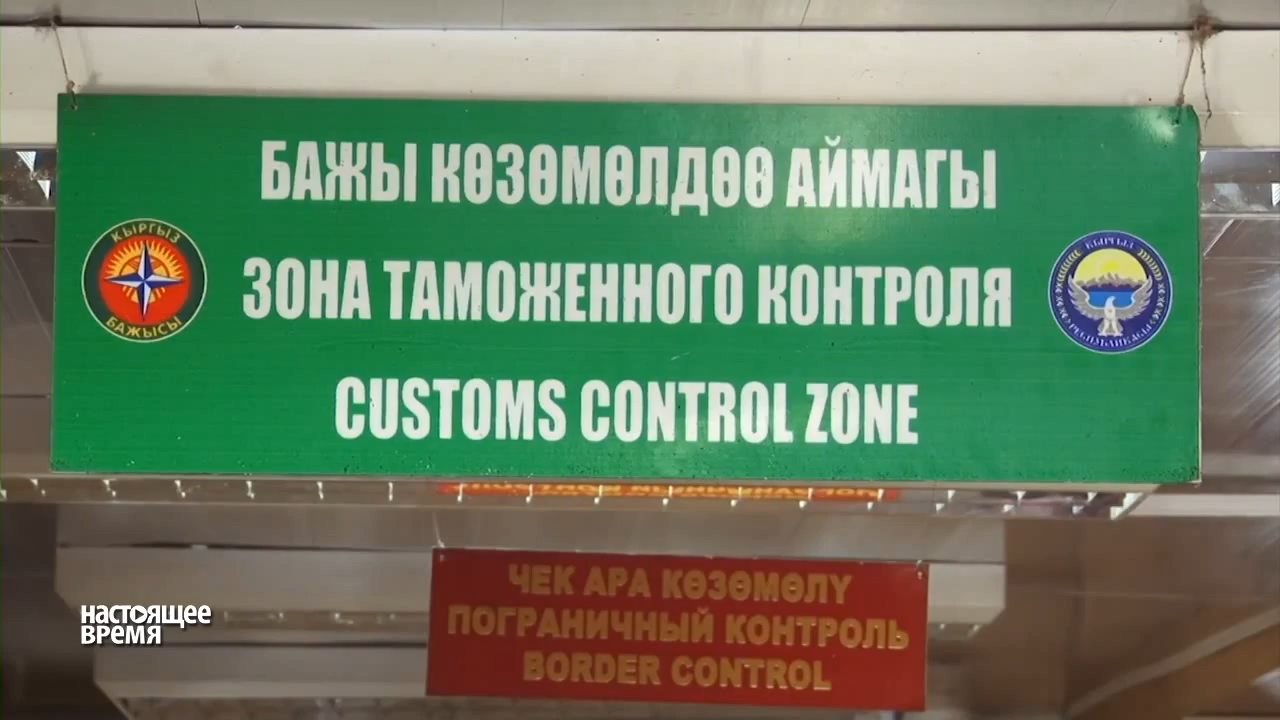 БАЖЫ КӨЗӨМӨЛДӨӨ АЙМАГЫ
КЫРГЫЗ
БАЖЫСЫ
ЗОНА ТАМОЖЕННОГО КОНТРОЛЯ
КЫРГЫЗ
РЕСПУБЛИКАСЫ
CUSTOMS CONTROL ZONE
ЧЕК АРА КӨЗӨМӨЛҮ
ПОГРАНИЧНЫЙ КОНТРОЛЬ
BORDER CONTROL
НАСТОЯЩЕЕ
ВРЕМЯ